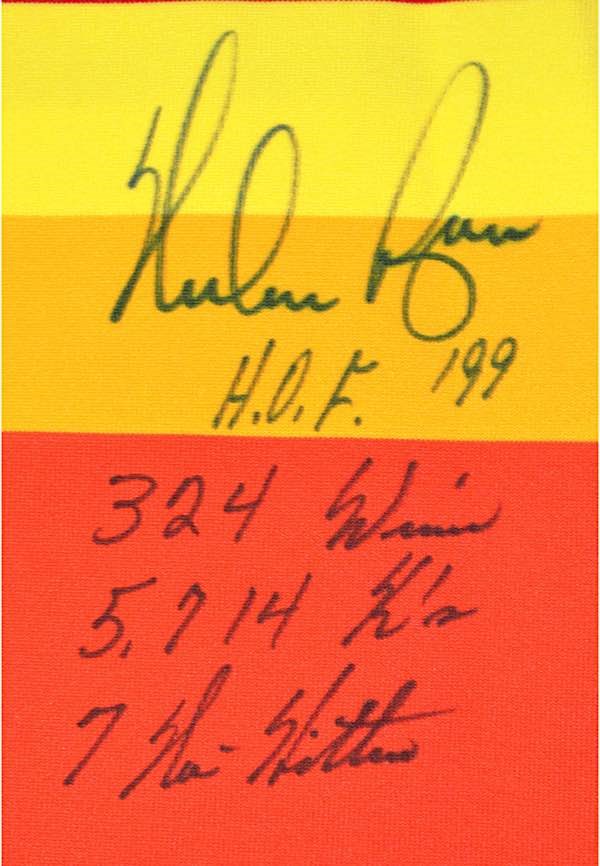 Nolan Ryan
H.O.F. '99
324 Wins
5,714 K's
7 No-Hitters